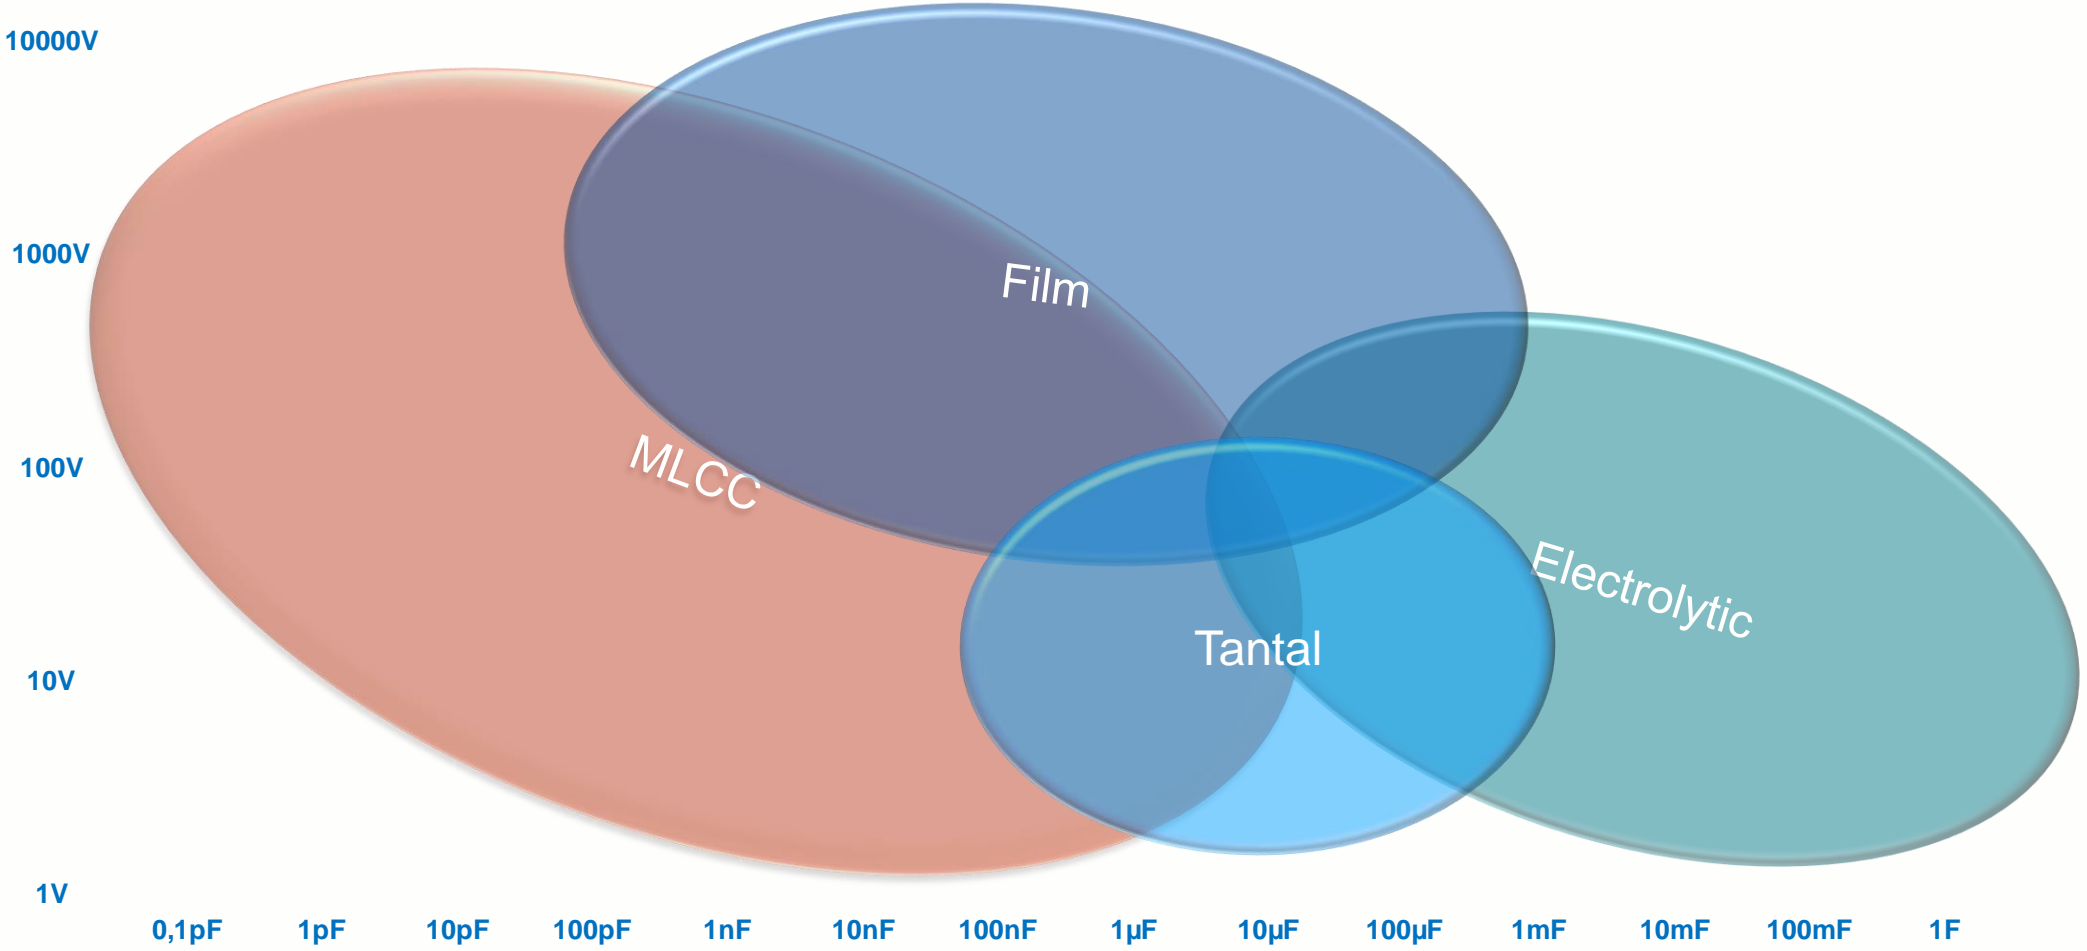 10000V
1000V
100V
10V
1V
Film
MLCC
Electrolytic
Tantal
0,1pF 1pF 10pF 100pF 1nF 10nF 100nF 1µF 10µF 100µF 1mF 10mF 100mF 1F